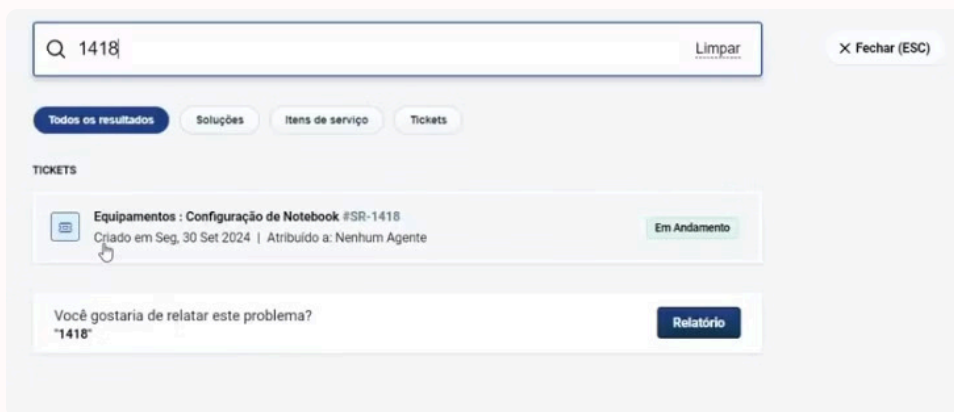 1418
Limpar
X Fechar (ESC)
Todos os resultados
Soluções
Itens de serviço
Tickets
TICKETS
Equipamentos : Configuração de Notebook #SR-1418
Criado em Seg, 30 Set 2024 | Atribuído a: Nenhum Agente
Em Andamento
Você gostaria de relatar este problema?
"1418"
Relatório